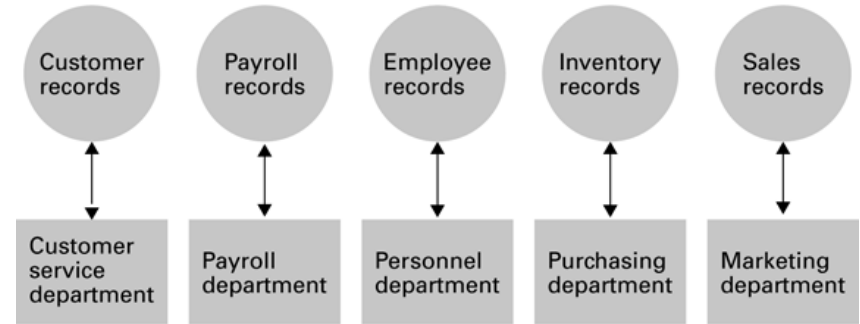 Customer
records
Payroll
records
Employee
records
Inventory
records
Sales
records
Customer
service
department
Payroll
department
Personnel
department
Purchasing
department
Marketing
department